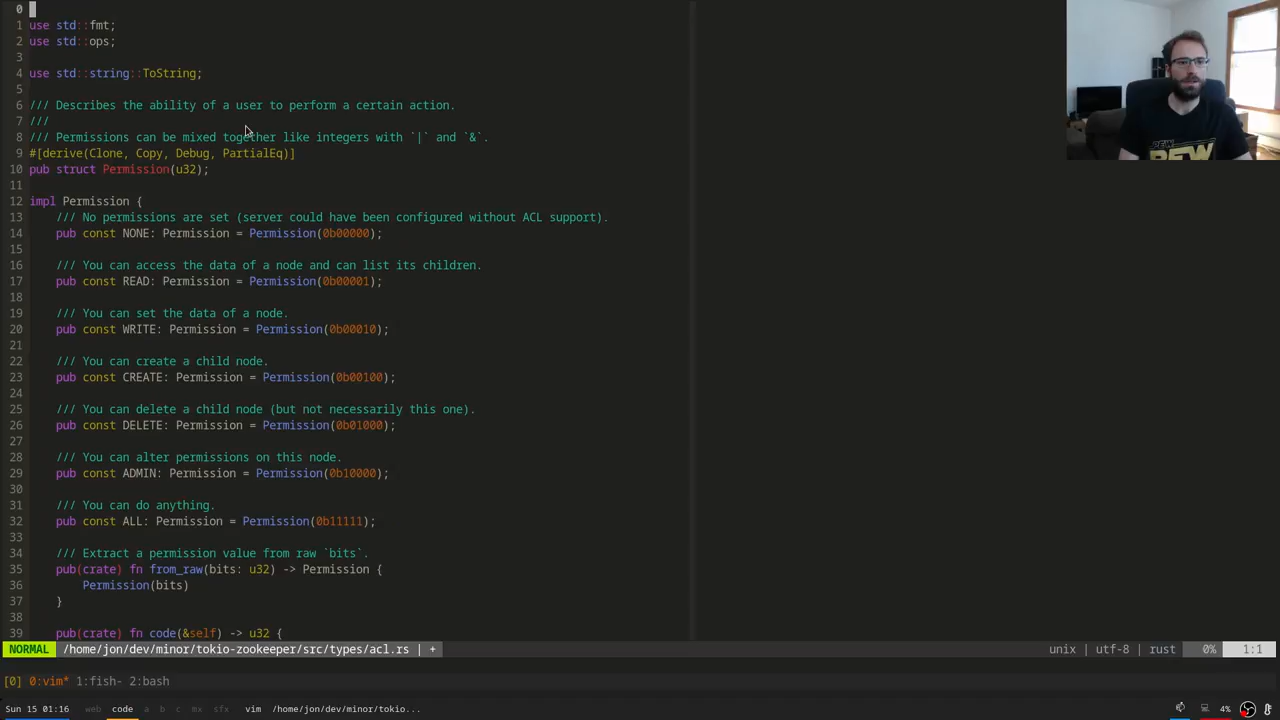 0
1 use std::fmt;
2 use std::ops;
3
4 use std::string::ToString;
5
6 /// Describes the ability of a user to perform a certain action.
7 ///
8 /// Permissions can be mixed together like integers with `|` and `&`.
9 #[derive(Clone, Copy, Debug, PartialEq)]
10 pub struct Permission(u32);
11
12 impl Permission {
13     /// No permissions are set (server could have been configured without ACL support).
14     pub const NONE: Permission = Permission(0b00000);
15
16     /// You can access the data of a node and can list its children.
17     pub const READ: Permission = Permission(0b00001);
18
19     /// You can set the data of a node.
20     pub const WRITE: Permission = Permission(0b00010);
21
22     /// You can create a child node.
23     pub const CREATE: Permission = Permission(0b00100);
24
25     /// You can delete a child node (but not necessarily this one).
26     pub const DELETE: Permission = Permission(0b01000);
27
28     /// You can alter permissions on this node.
29     pub const ADMIN: Permission = Permission(0b10000);
30
31     /// You can do anything.
32     pub const ALL: Permission = Permission(0b11111);
33
34     /// Extract a permission value from raw `bits`.
35     pub(crate) fn from_raw(bits: u32) -> Permission {
36         Permission(bits)
37     }
38
39     pub(crate) fn code(&self) -> u32 {
NORMAL /home/jon/dev/minor/tokio-zookeeper/src/types/acl.rs | + unix | utf-8 | rust 0% 1:1
[0] 0:vim* 1:fish- 2:bash
Sun 15 01:16 web code a b c mx sfx vim /home/jon/dev/minor/tokio... 4%